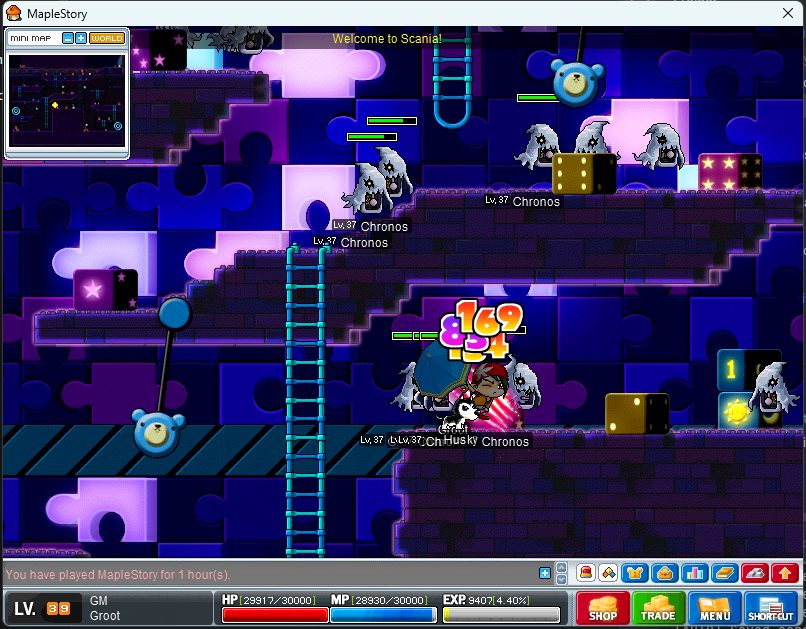 MapleStory
MINI MAP
WORLD
Welcome to Scania!
Lv. 37 Chronos
Lv. 37 Chronos
Lv. 37 Chronos
169
1
Lv. 37
Husky
Chronos
You have played MapleStory for 1 hour(s).
LV. 39
GM
Groot
HP [29917/30000]
MP [28930/30000]
EXP. 9407[4.40%]
SHOP
TRADE
MENU
SHORTCUT